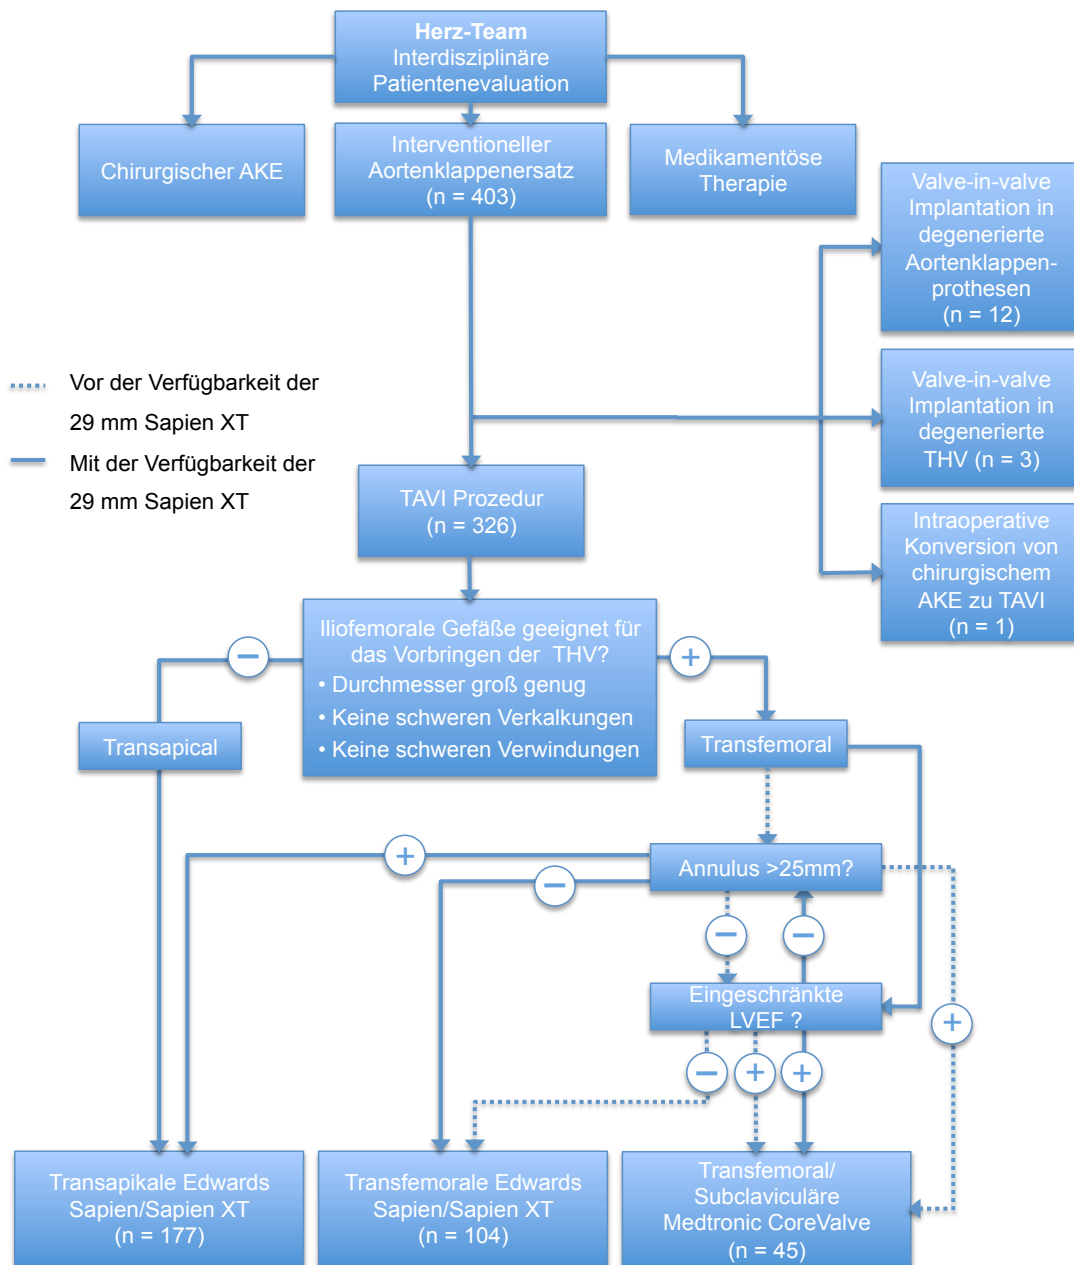 Herz-Team
Interdisziplinäre
Patientenevaluation
Chirurgischer AKE
Interventioneller
Aortenklappenersatz
(n = 403)
Medikamentöse
Therapie
Valve-in-valve
Implantation in
degenerierte
Aortenklappen-
prothesen
(n = 12)
Vor der Verfügbarkeit der
29 mm Sapien XT
Mit der Verfügbarkeit der
29 mm Sapien XT
Valve-in-valve
Implantation in
degenerierte
THV (n = 3)
TAVI Prozedur
(n = 326)
Intraoperative
Konversion von
chirurgischem
AKE zu TAVI
(n = 1)
Iliofemorale Gefäße geeignet für
das Vorbringen der THV?
• Durchmesser groß genug
• Keine schweren Verkalkungen
• Keine schweren Verwindungen
−
+
Transapical
Transfemoral
Annulus >25mm?
+
−
−
−
Eingeschränkte
LVEF ?
+
−
+
+
Transapikale Edwards
Sapien/Sapien XT
(n = 177)
Transfemorale Edwards
Sapien/Sapien XT
(n = 104)
Transfemoral/
Subclaviculäre
Medtronic CoreValve
(n = 45)